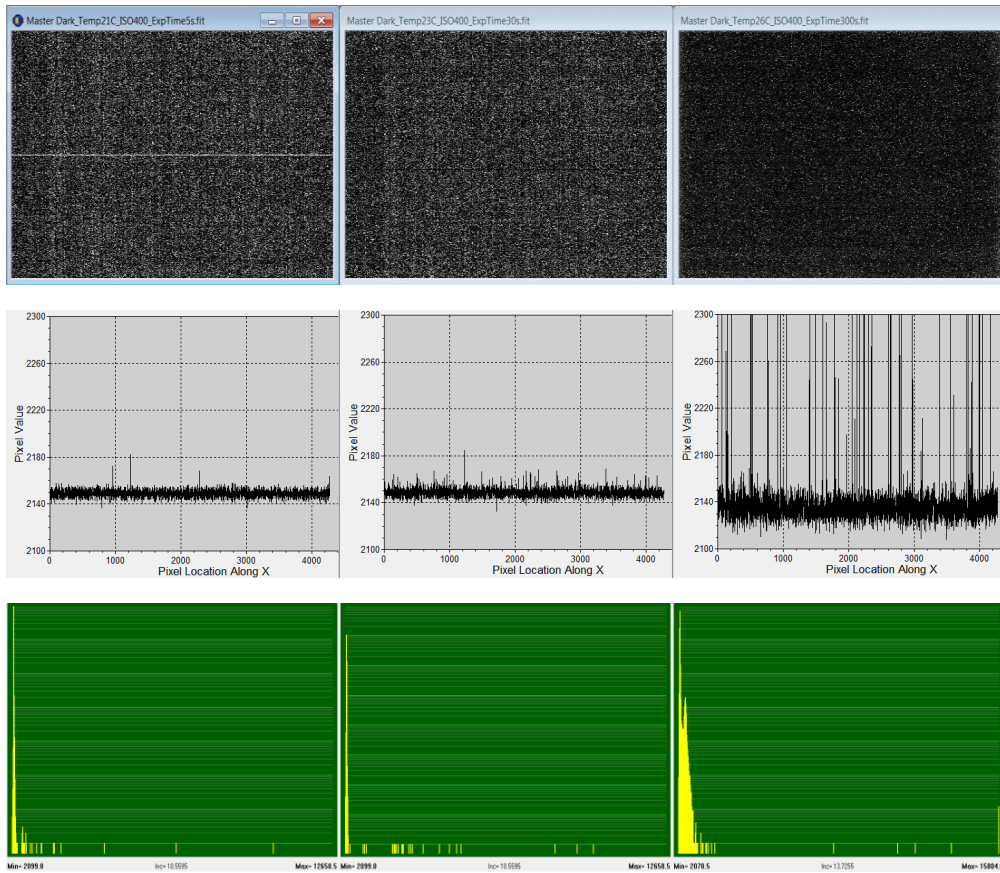 Master Dark_Temp21C_ISO400_ExpTime5s.fit
Master Dark_Temp23C_ISO400_ExpTime30s.fit
Master Dark_Temp26C_ISO400_ExpTime300s.fit
2300
2260
2220
2180
2140
2100
Pixel Value
0 1000 2000 3000 4000
Pixel Location Along X
2300
2260
2220
2180
2140
2100
Pixel Value
0 1000 2000 3000 4000
Pixel Location Along X
2300
2260
2220
2180
2140
2100
Pixel Value
0 1000 2000 3000 4000
Pixel Location Along X
Min= 2099.0 Inc= 10.5595 Max= 12658.5
Min= 2099.0 Inc= 10.5595 Max= 12658.5
Min= 2078.5 Inc= 13.7255